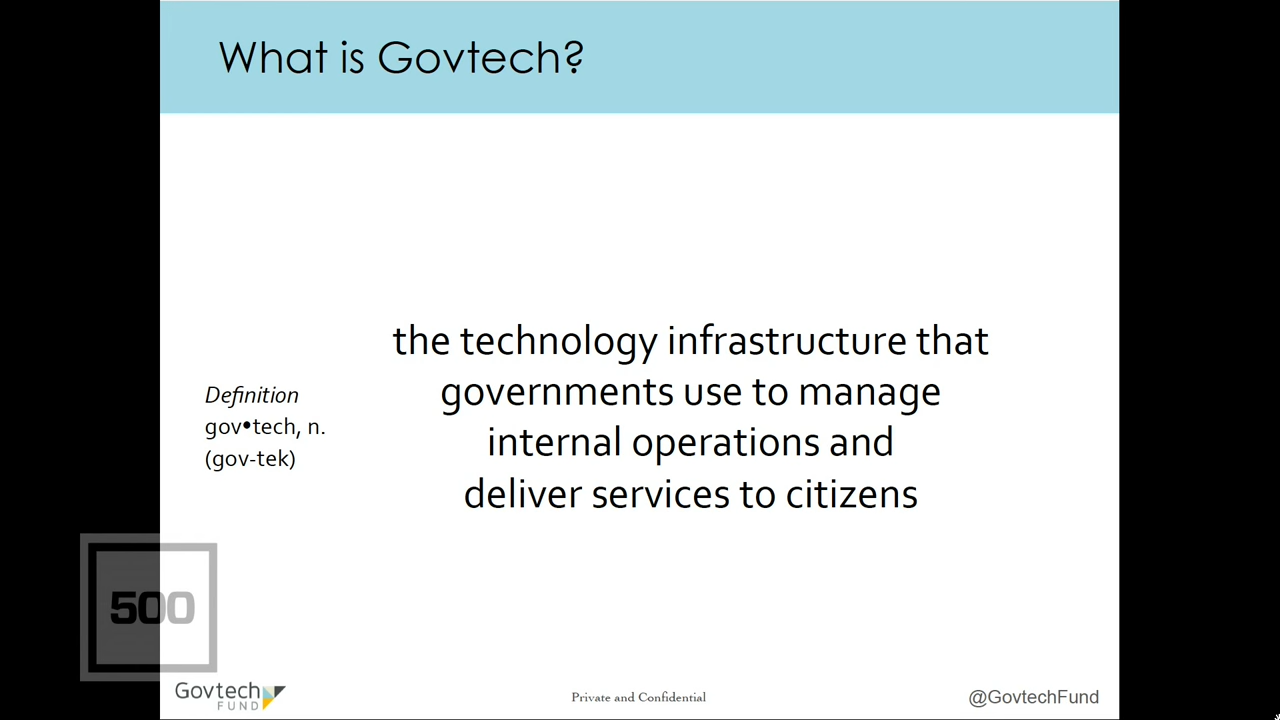 What is Govtech?
the technology infrastructure that
governments use to manage
internal operations and
deliver services to citizens
Definition
gov•tech, n.
(gov-tek)
500
Govtech
FUND
Private and Confidential
@GovtechFund